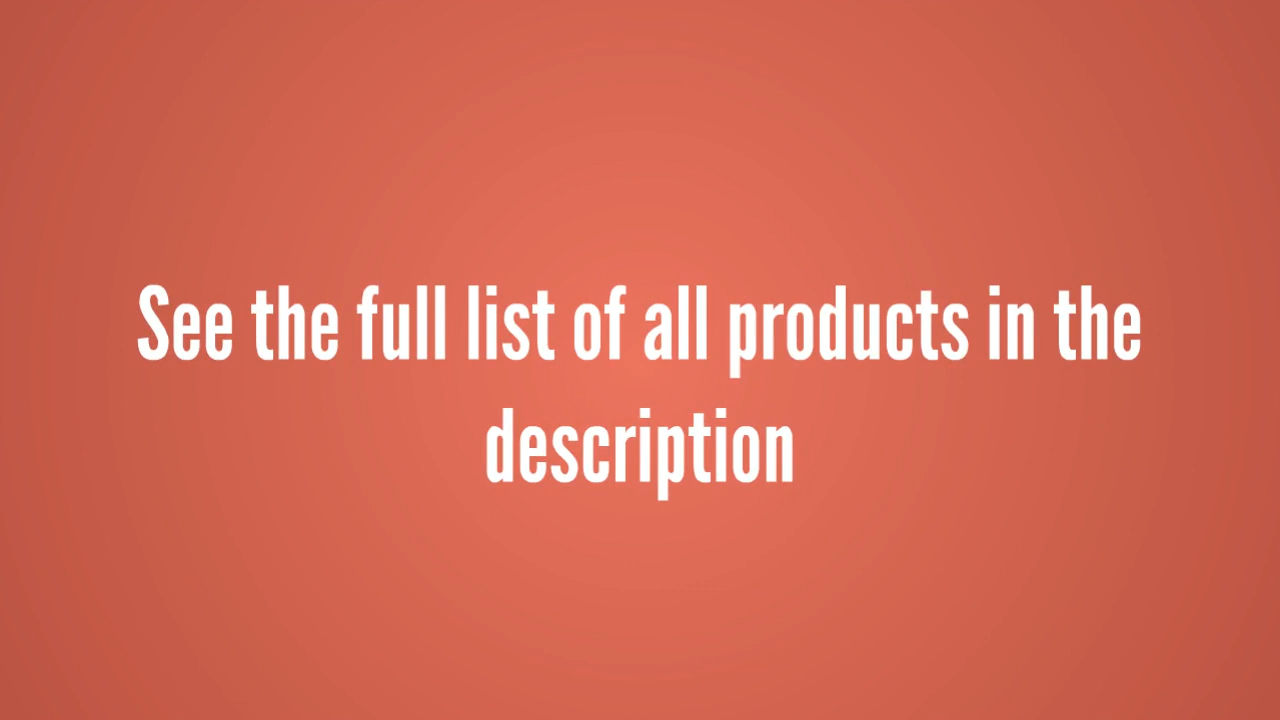 See the full list of all products in the
description